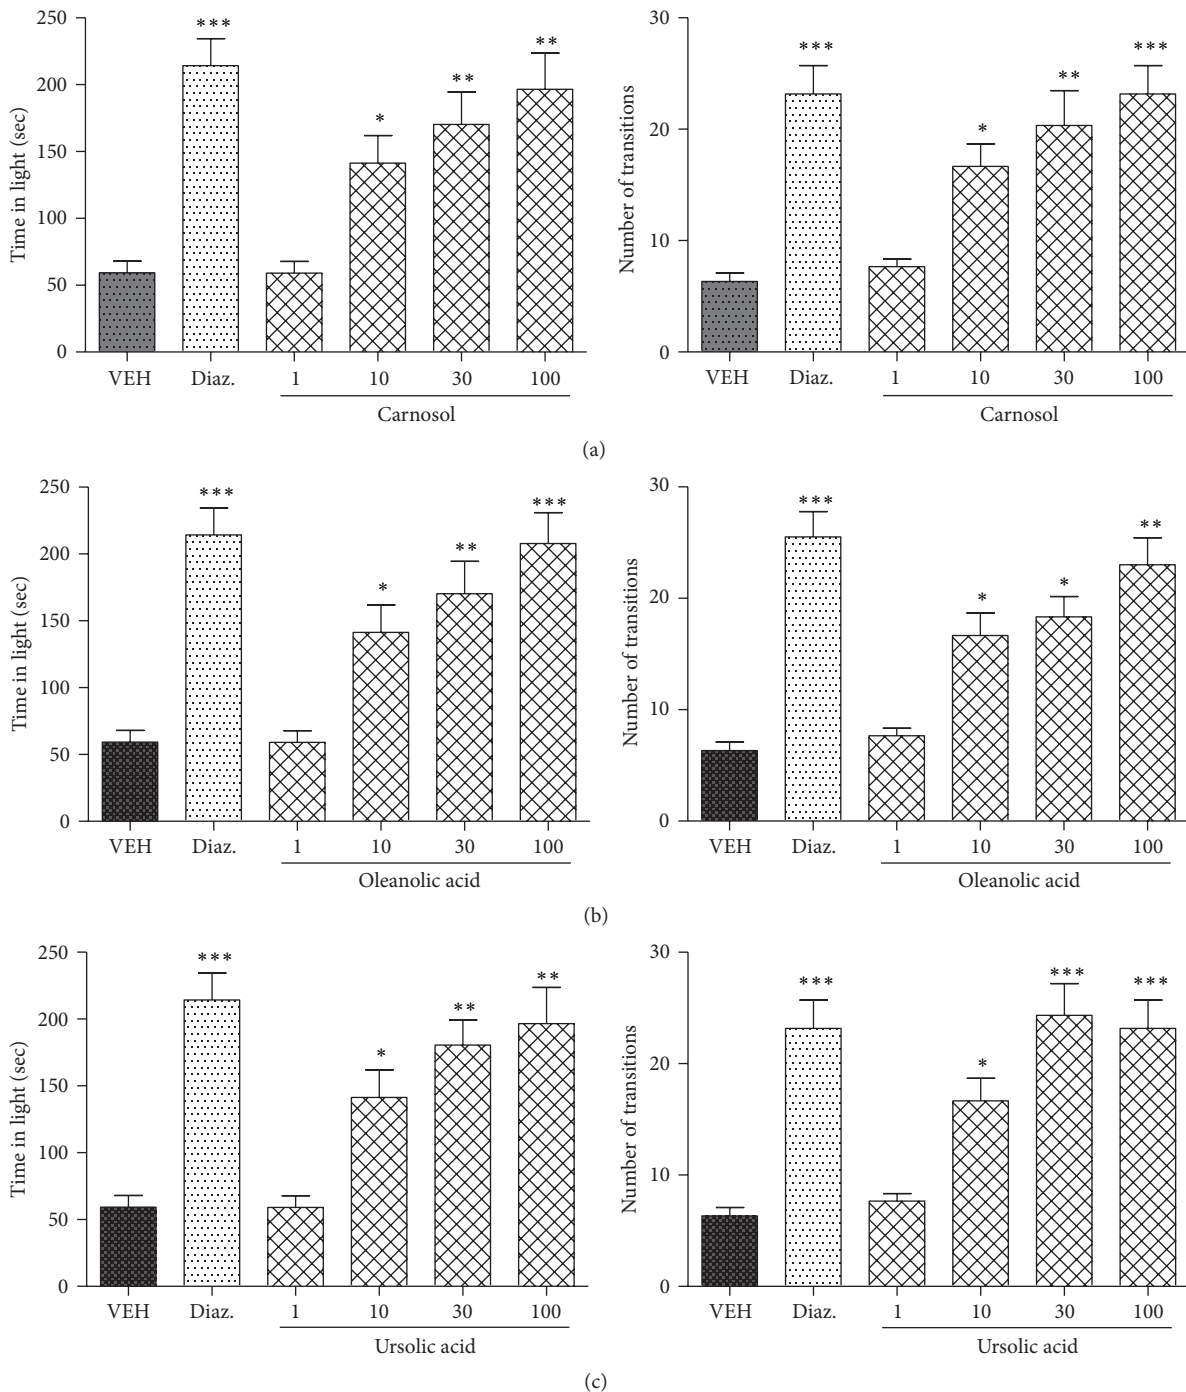 250
200
150
100
50
0
Time in light (sec)
***
*
**
**
VEH Diaz. 1 10 30 100
Carnosol
30
20
10
0
Number of transitions
***
*
**
***
VEH Diaz. 1 10 30 100
Carnosol
(a)
250
200
150
100
50
0
Time in light (sec)
***
*
**
***
VEH Diaz. 1 10 30 100
Oleanolic acid
30
20
10
0
Number of transitions
***
*
*
**
VEH Diaz. 1 10 30 100
Oleanolic acid
(b)
250
200
150
100
50
0
Time in light (sec)
***
*
**
**
VEH Diaz. 1 10 30 100
Ursolic acid
30
20
10
0
Number of transitions
***
*
***
***
VEH Diaz. 1 10 30 100
Ursolic acid
(c)